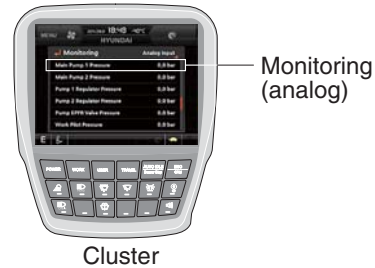 MENU 18:48
HYUNDAI
Monitoring Analog Input
Main Pump 1 Pressure 0,0 bar
Main Pump 2 Pressure 0,0 bar
Pump 1 Regulator Pressure 0,0 bar
Pump 2 Regulator Pressure 0,0 bar
Pump EPPR Valve Pressure 0,0 bar
Work Pilot Pressure 0,0 bar
Monitoring
(analog)
E
POWER WORK USER TRAVEL
Cluster